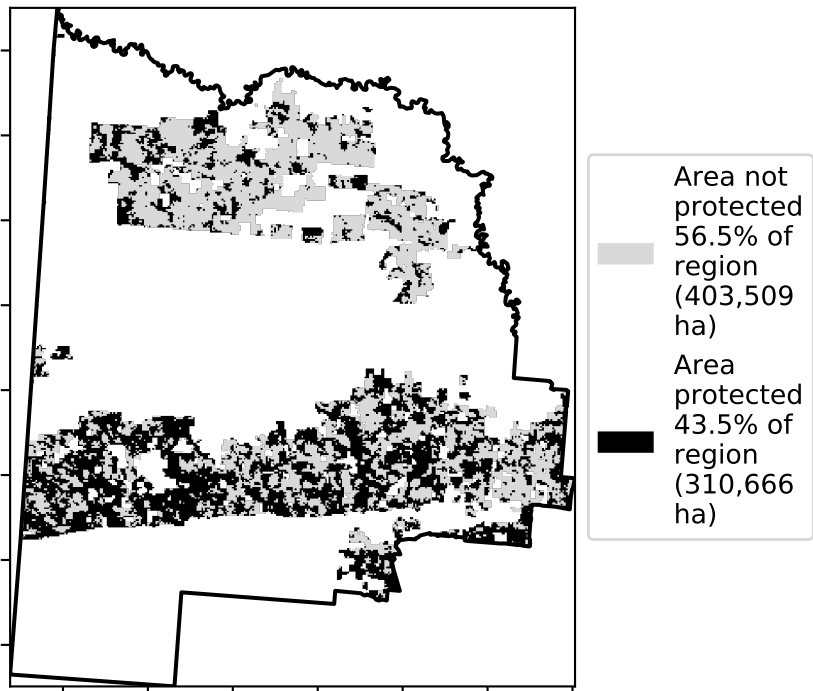 Area not
protected
56.5% of
region
(403,509
ha)
Area
protected
43.5% of
region
(310,666
ha)